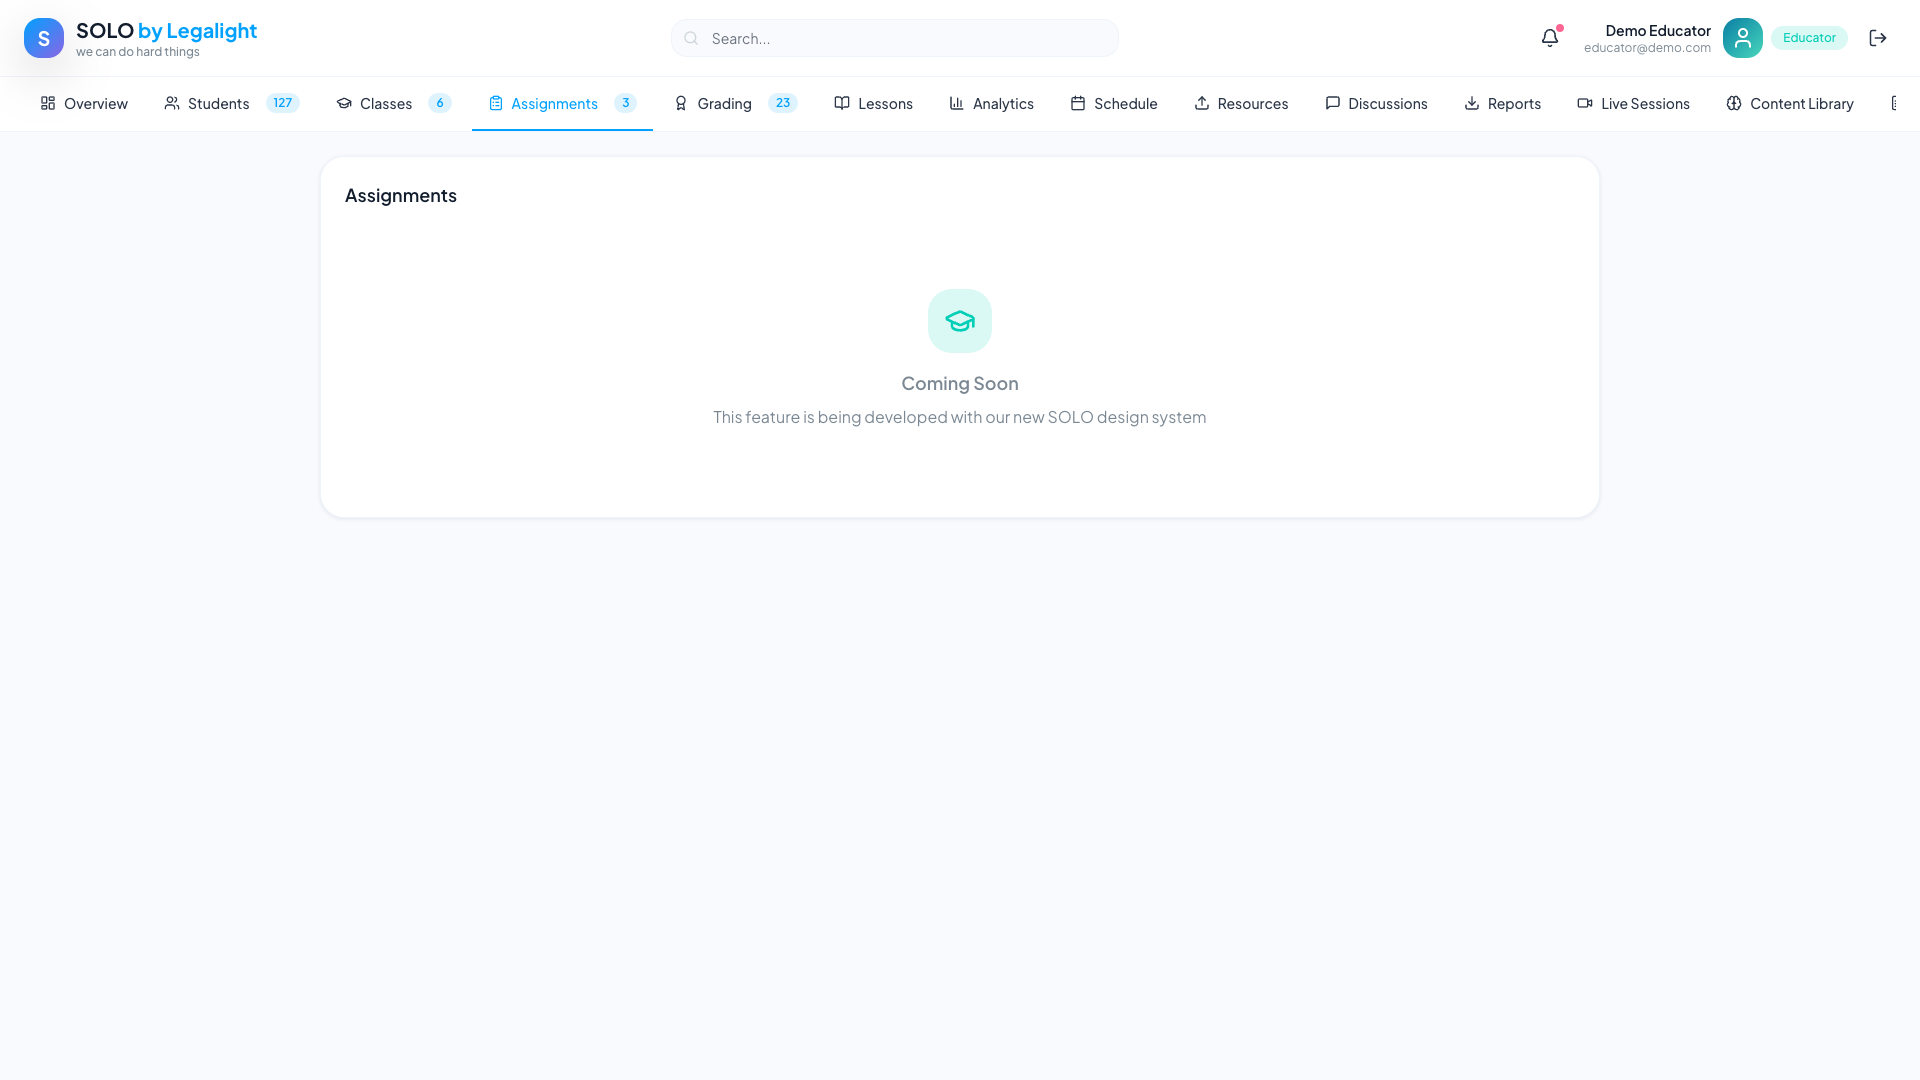 S
SOLO by Legalight
we can do hard things
Search...
Demo Educator
educator@demo.com
Educator
Overview
Students 127
Classes 6
Assignments 3
Grading 23
Lessons
Analytics
Schedule
Resources
Discussions
Reports
Live Sessions
Content Library
Assignments
Coming Soon
This feature is being developed with our new SOLO design system